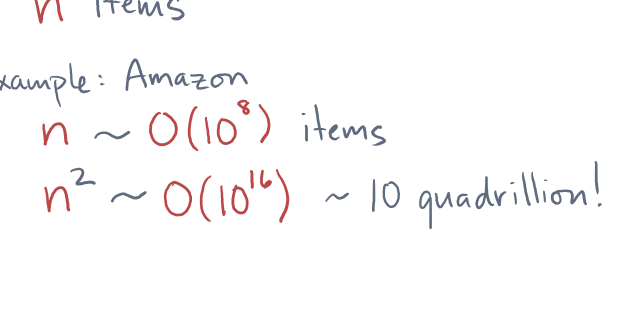 n items
xample: Amazon
n ~ O(10⁸) items
n² ~ O(10¹⁶) ~ 10 quadrillion!